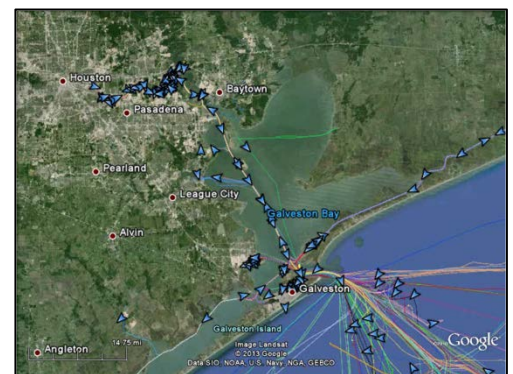 Houston
Baytown
Pasadena
Pearland
League City
Galveston Bay
Alvin
Galveston
Galveston Island
Image Landsat
Angleton
14.75 mi
© 2013 Google
Data SIO, NOAA, U.S. Navy, NGA, GEBCO
Google